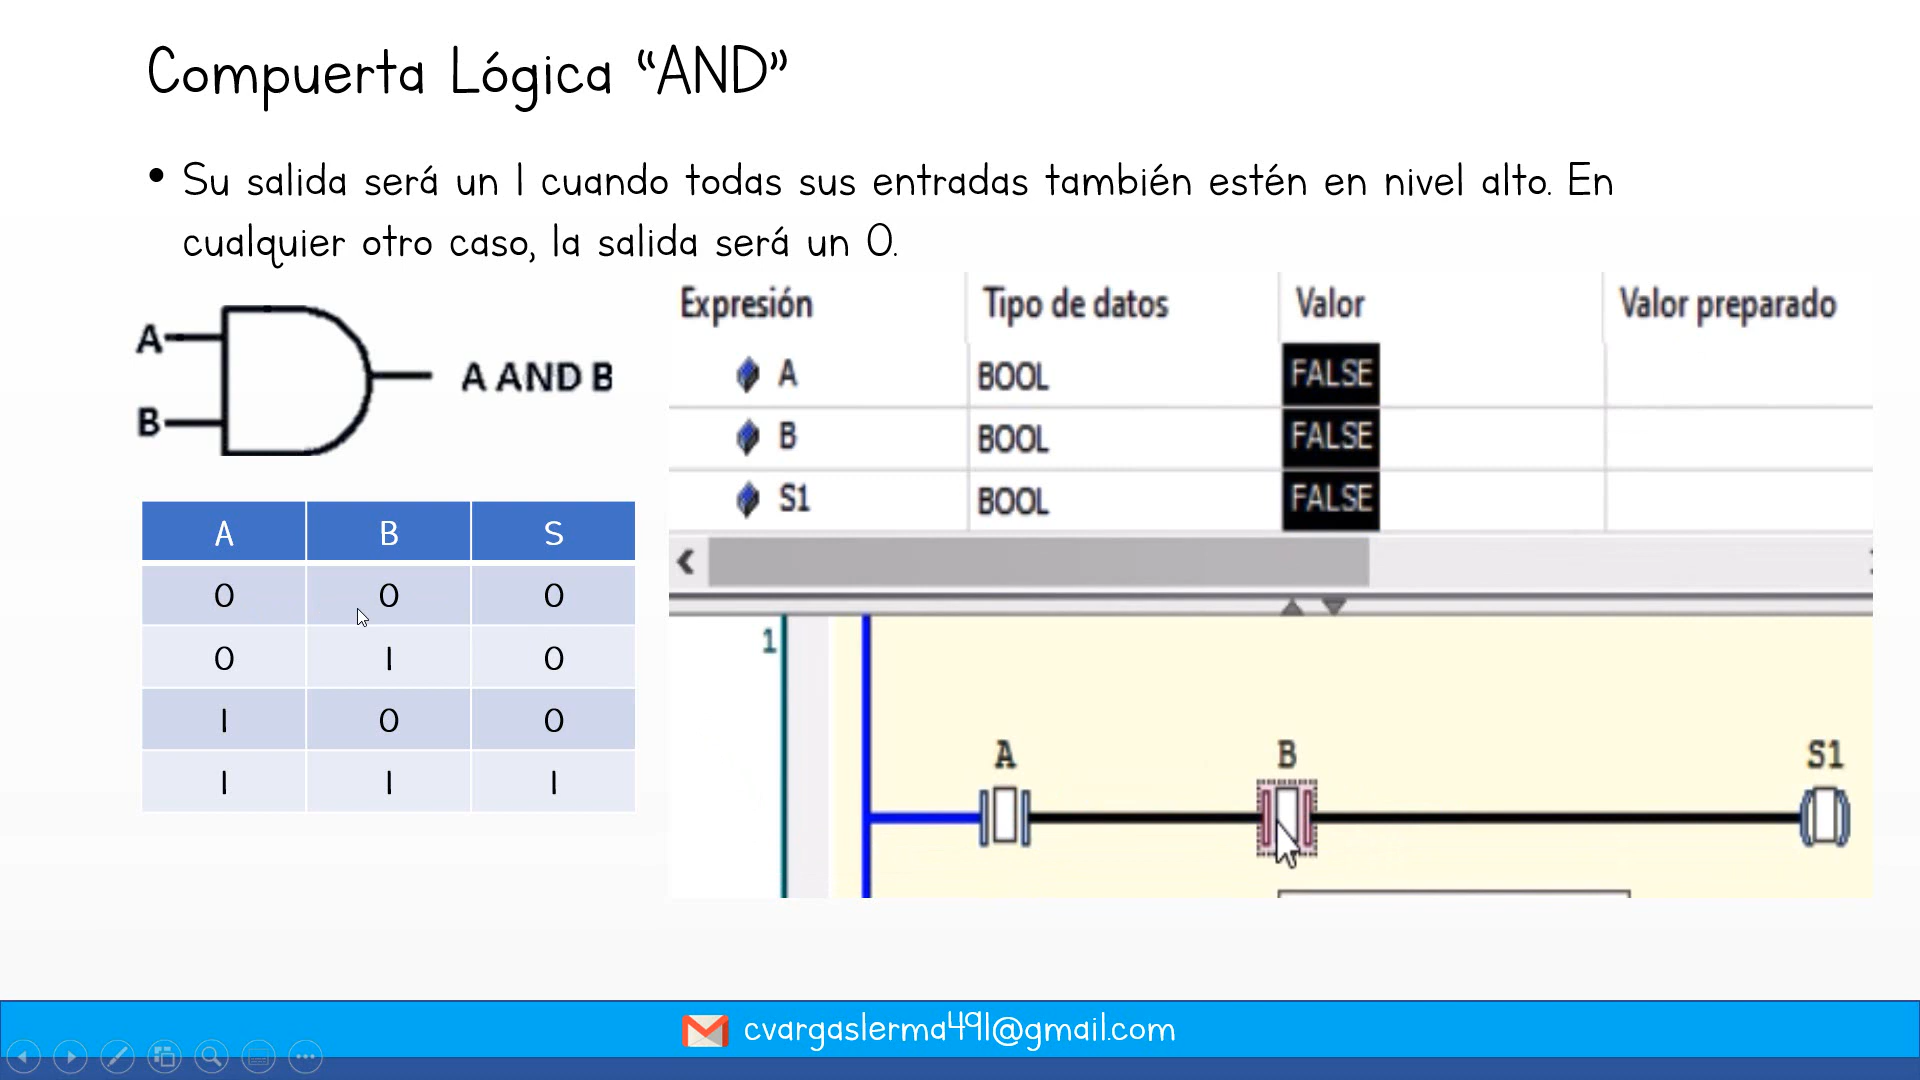 Compuerta Lógica “AND”
• Su salida será un 1 cuando todas sus entradas también estén en nivel alto. En
cualquier otro caso, la salida será un 0.
A
B
A AND B
A B S
0 0 0
0 1 0
1 0 0
1 1 1
Expresión Tipo de datos Valor Valor preparado
A BOOL FALSE
B BOOL FALSE
S1 BOOL FALSE
1
A B S1
cvargaslerma491@gmail.com